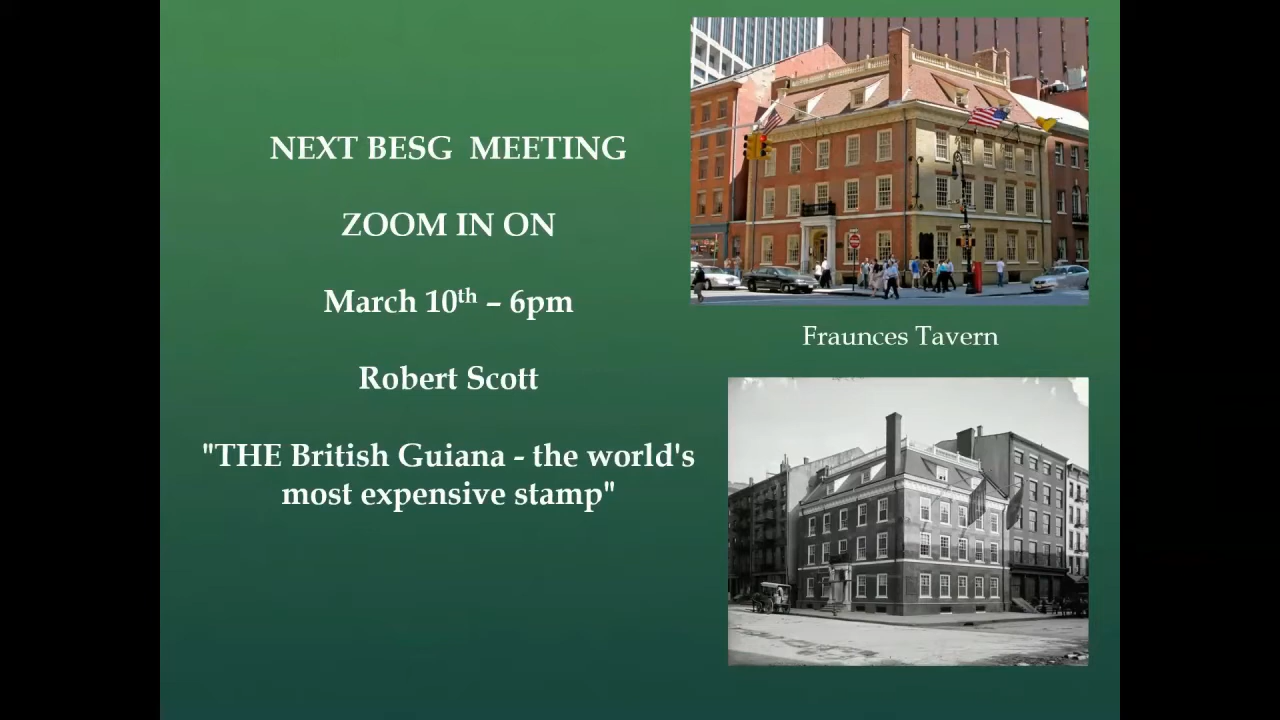 NEXT BESG MEETING
ZOOM IN ON
March 10th – 6pm
Robert Scott
"THE British Guiana - the world's
most expensive stamp"
Fraunces Tavern